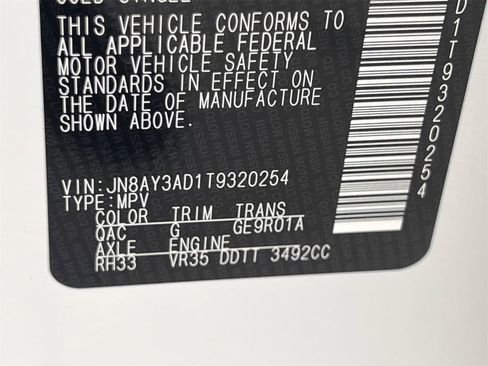 THIS VEHICLE CONFORMS TO
ALL APPLICABLE FEDERAL
MOTOR VEHICLE SAFETY
STANDARDS IN EFFECT ON
THE DATE OF MANUFACTURE
SHOWN ABOVE.
VIN:JN8AY3AD1T9320254
TYPE:MPV
COLOR TRIM TRANS
QAC G GE9R01A
AXLE ENGINE
RH33 VR35 DDTT 3492CC
D1T9320254